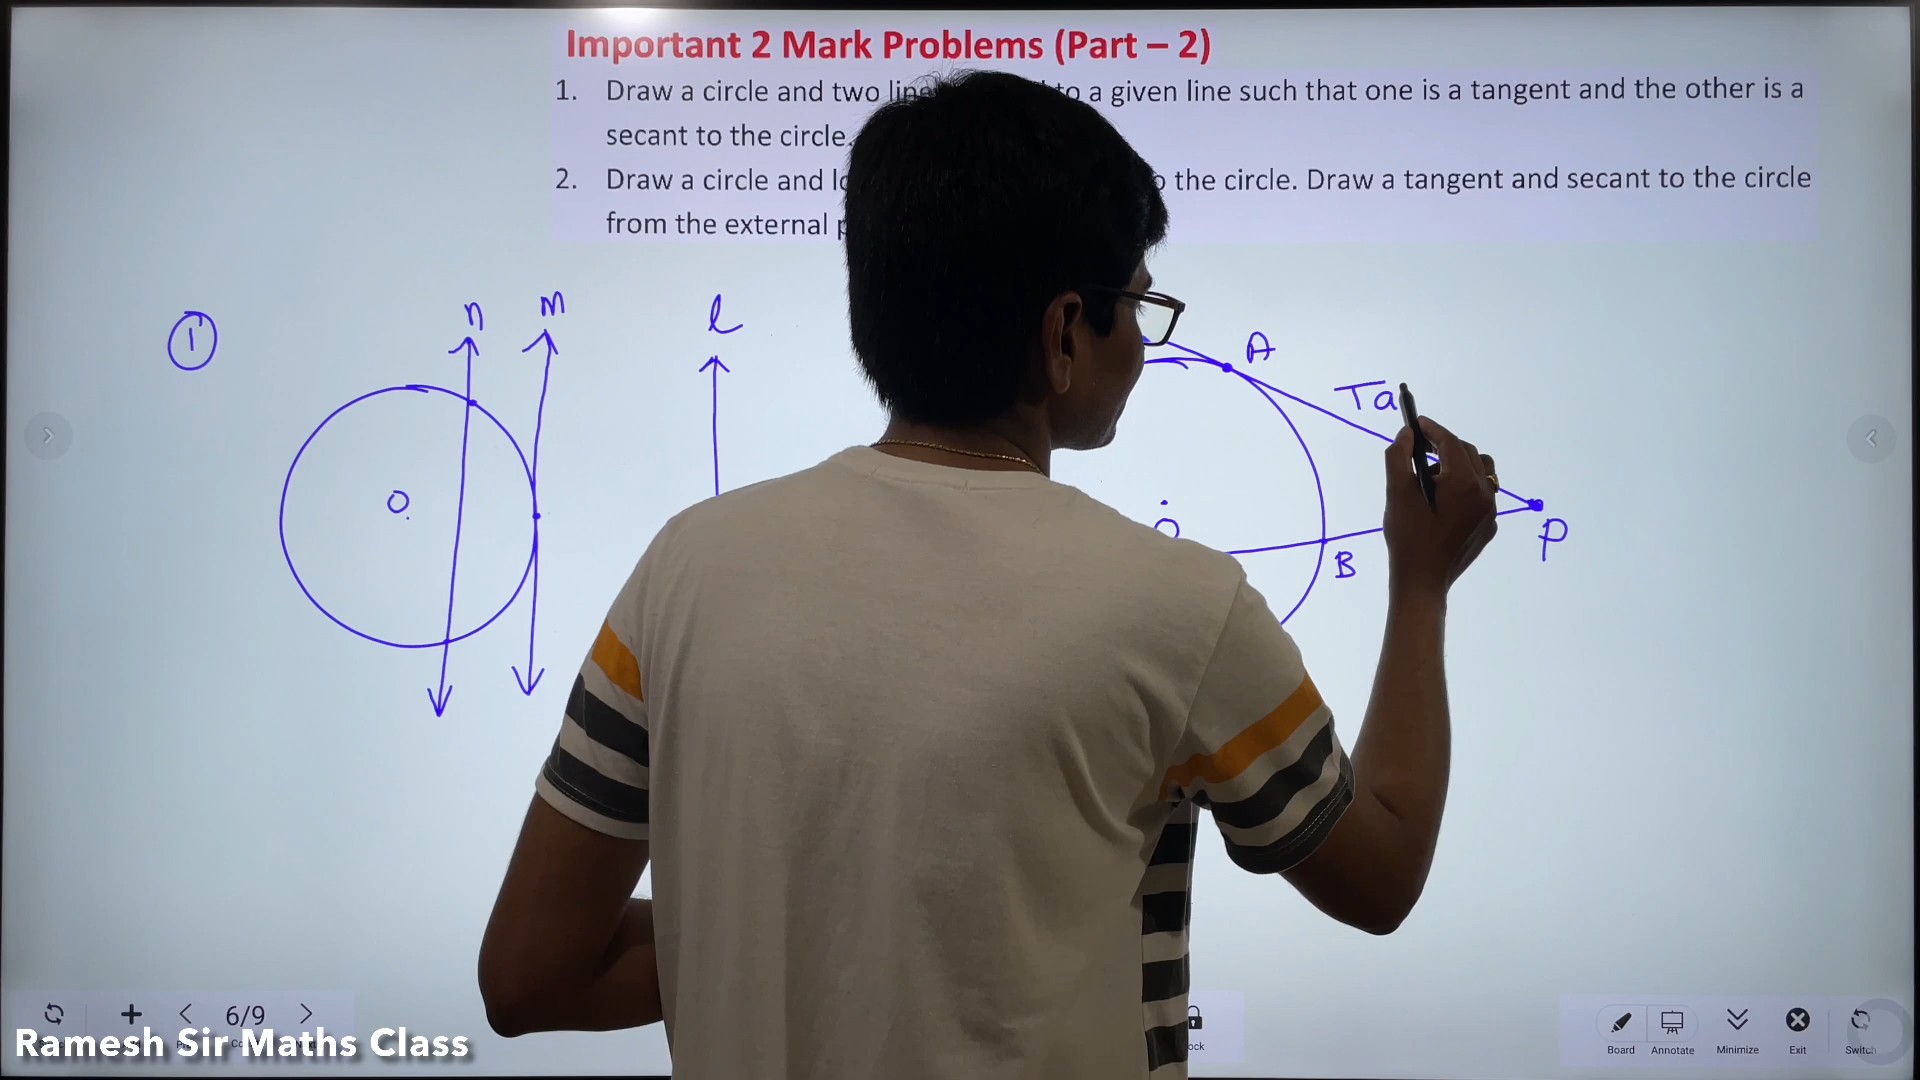 Important 2 Mark Problems (Part – 2)
1. Draw a circle and two to a given line such that one is a tangent and the other is a
secant to the circle.
2. Draw a circle and the circle. Draw a tangent and secant to the circle
from the external
1
n
m
l
O
A
Ta
O
P
B
6/9
Board
Annotate
Minimize
Exit
Switch
Ramesh Sir Maths Class